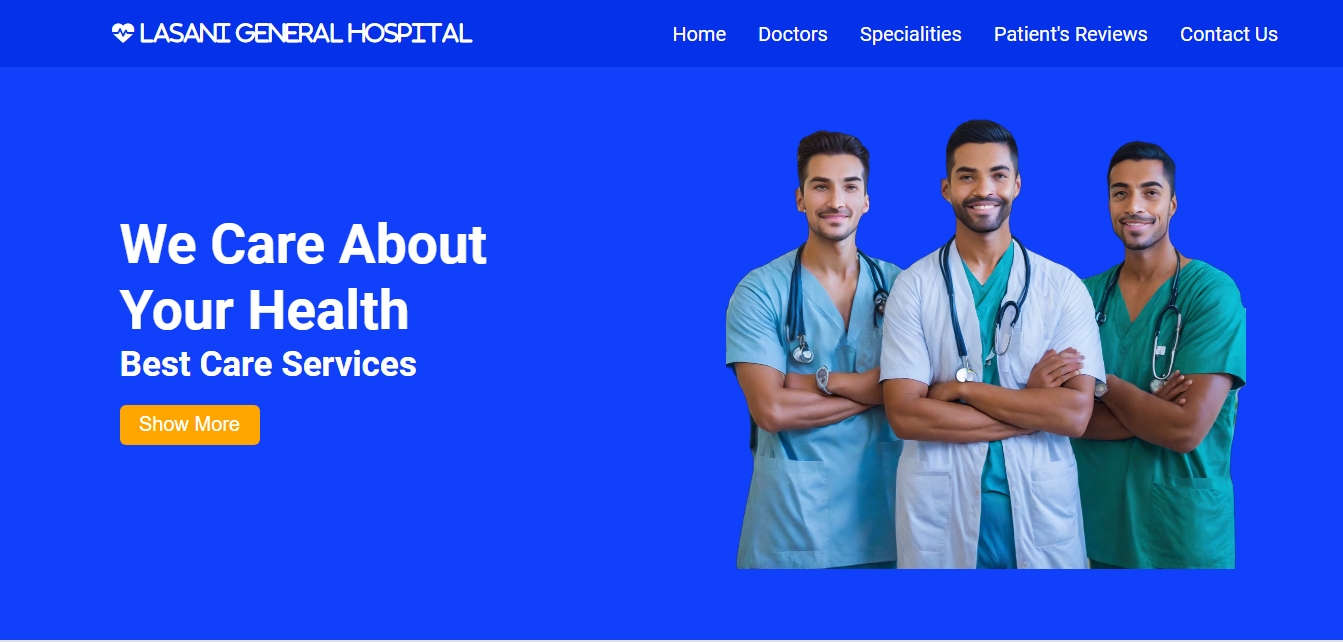 LASANI GENERAL HOSPITAL
Home Doctors Specialities Patient's Reviews Contact Us
We Care About
Your Health
Best Care Services
Show More